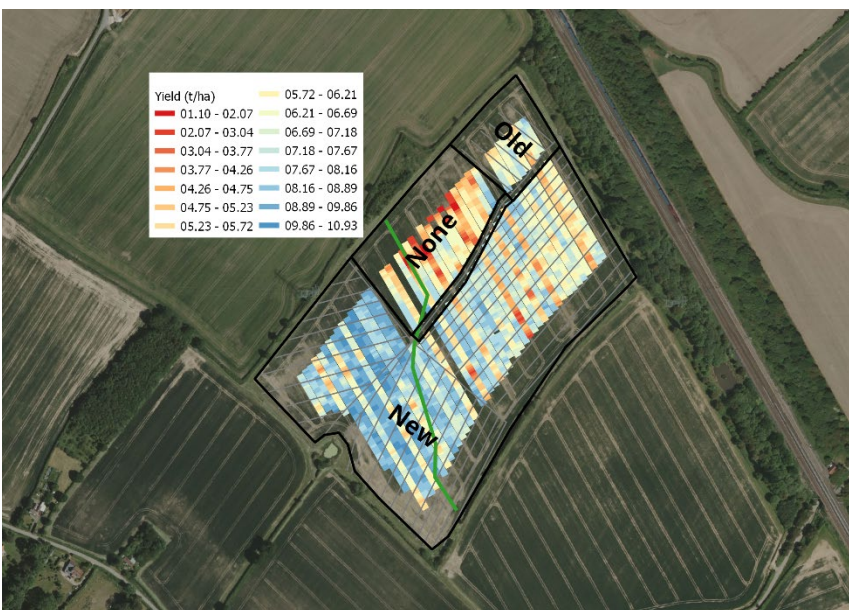 Yield (t/ha)
01.10 - 02.07
02.07 - 03.04
03.04 - 03.77
03.77 - 04.26
04.26 - 04.75
04.75 - 05.23
05.23 - 05.72
05.72 - 06.21
06.21 - 06.69
06.69 - 07.18
07.18 - 07.67
07.67 - 08.16
08.16 - 08.89
08.89 - 09.86
09.86 - 10.93
Old
None
New